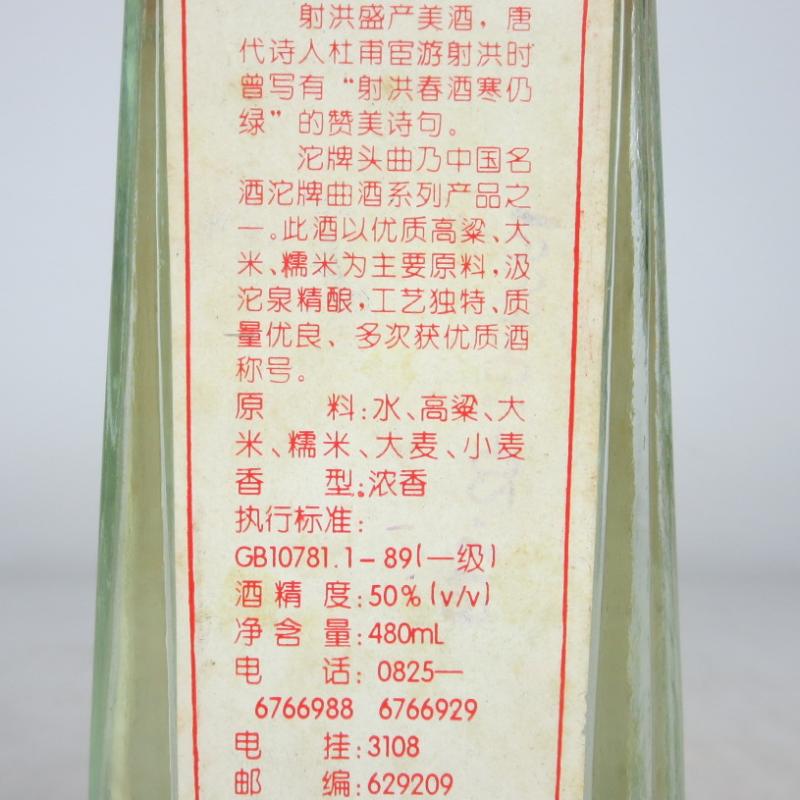 射洪盛产美酒，唐
代诗人杜甫宦游射洪时
曾写有“射洪春酒寒仍
绿”的赞美诗句。
沱牌头曲乃中国名
酒沱牌曲酒系列产品之
一。此酒以优质高粱、大
米、糯米为主要原料，汲
沱泉精酿，工艺独特、质
量优良、多次获优质酒
称号。
原 料：水、高粱、大
米、糯米、大麦、小麦
香 型：浓香
执行标准：
GB10781.1-89(一级)
酒精度：50%(v/v)
净含量：480mL
电 话：0825—
6766988 6766929
电 挂：3108
邮 编：629209